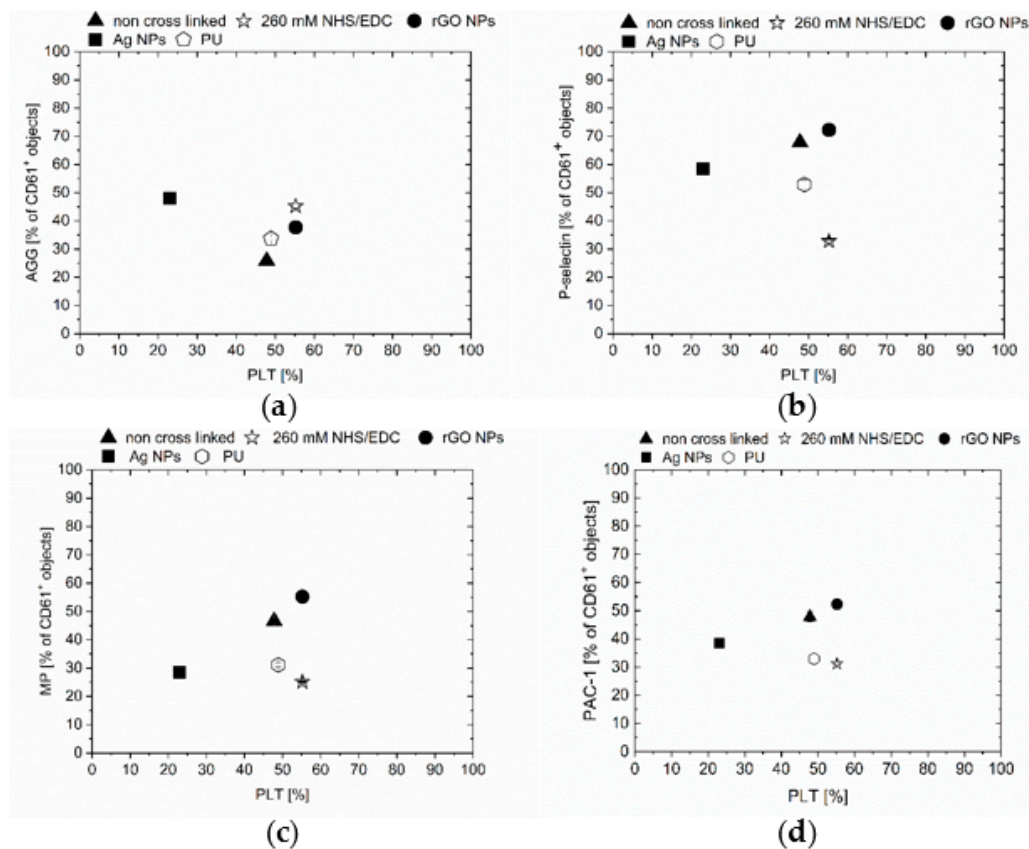 non cross linked 260 mM NHS/EDC rGO NPs
Ag NPs PU
100
90
80
70
60
50
40
30
20
10
0
AGG [% of CD61+ objects]
0 10 20 30 40 50 60 70 80 90 100
PLT [%]
(a)
non cross linked 260 mM NHS/EDC rGO NPs
Ag NPs PU
100
90
80
70
60
50
40
30
20
10
0
P-selectin [% of CD61+ objects]
0 10 20 30 40 50 60 70 80 90 100
PLT [%]
(b)
non cross linked 260 mM NHS/EDC rGO NPs
Ag NPs PU
100
90
80
70
60
50
40
30
20
10
0
MP [% of CD61+ objects]
0 10 20 30 40 50 60 70 80 90 100
PLT [%]
(c)
non cross linked 260 mM NHS/EDC rGO NPs
Ag NPs PU
100
90
80
70
60
50
40
30
20
10
0
PAC-1 [% of CD61+ objects]
0 10 20 30 40 50 60 70 80 90 100
PLT [%]
(d)